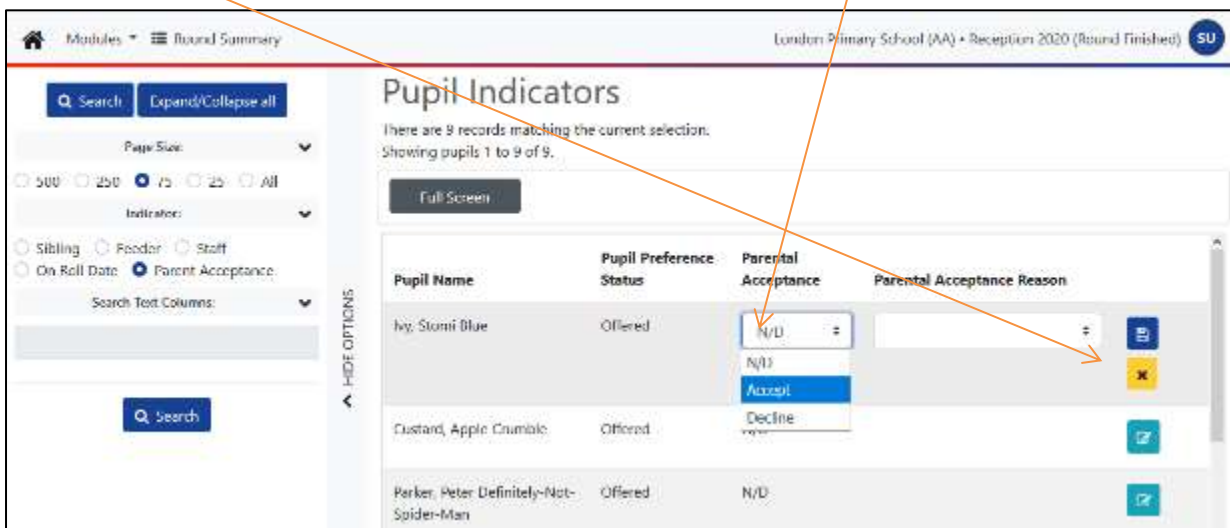 Modules Round Summary London Primary School (AA) • Reception 2020 (Round Finished) SU
Search Expand/Collapse all
Page Size:
500 250 75 25 All
Indicator:
Sibling Feeder Staff
On Roll Date Parent Acceptance
Search Text Columns:
Search
HIDE OPTIONS
Pupil Indicators
There are 9 records matching the current selection.
Showing pupils 1 to 9 of 9.
Full Screen
Pupil Name Pupil Preference Status Parental Acceptance Parental Acceptance Reason
Ivy, Stomi Blue Offered N/D
N/D
Accept
Decline
Custard, Apple Crumble Offered
Parker, Peter Definitely-Not- Offered N/D
Spider-Man